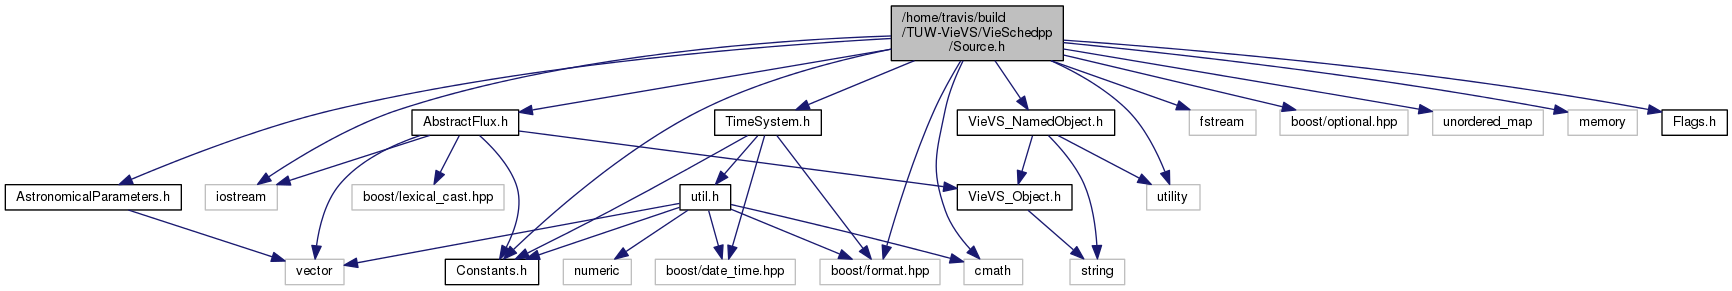 /home/travis/build
/TUW-VieVS/VieSchedpp
/Source.h
AbstractFlux.h
TimeSystem.h
VieVS_NamedObject.h
fstream
boost/optional.hpp
unordered_map
memory
Flags.h
AstronomicalParameters.h
iostream
boost/lexical_cast.hpp
util.h
VieVS_Object.h
utility
vector
Constants.h
numeric
boost/date_time.hpp
boost/format.hpp
cmath
string